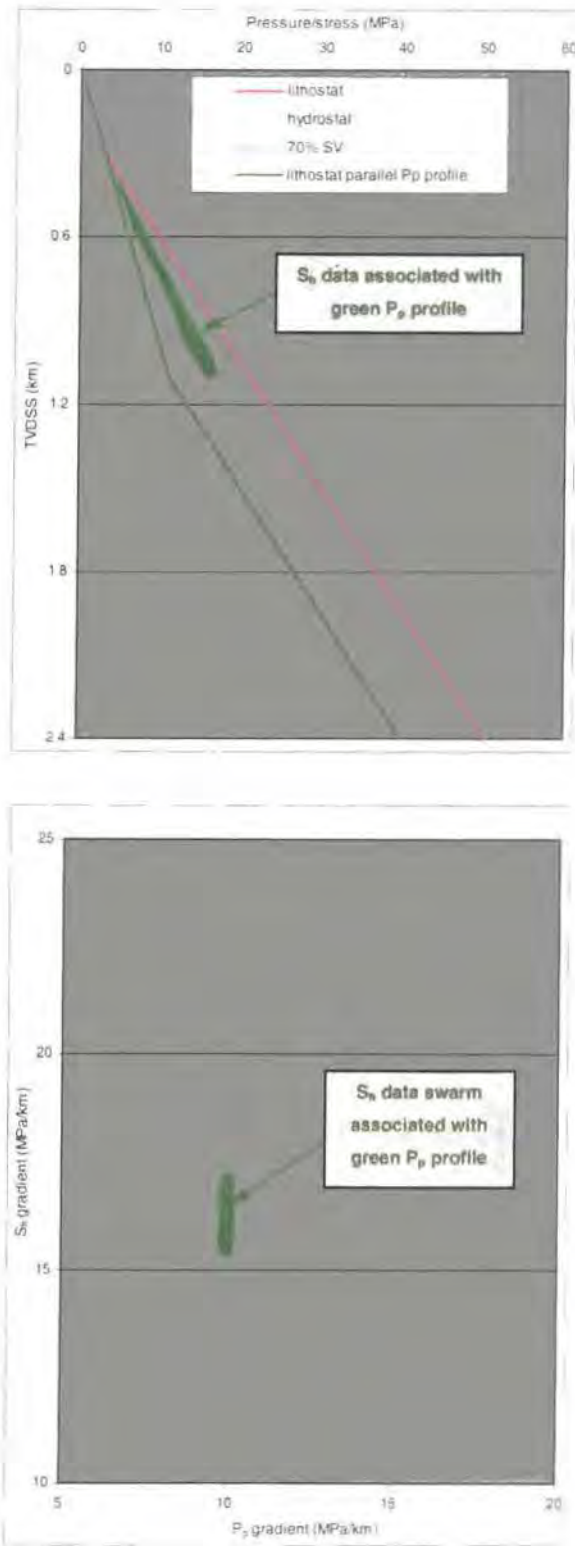 Pressure/stress (MPa)
0 10 20 30 40 50 60
0
0.6
1.2
1.8
2.4
TVDSS (km)
lithostat
hydrostat
70% SV
lithostat parallel Pp profile
Sh data associated with
green Pp profile
25
20
15
10
Sh gradient (MPa/km)
Sh data swarm
associated with
green Pp profile
5 10 15 20
Pp gradient (MPa/km)